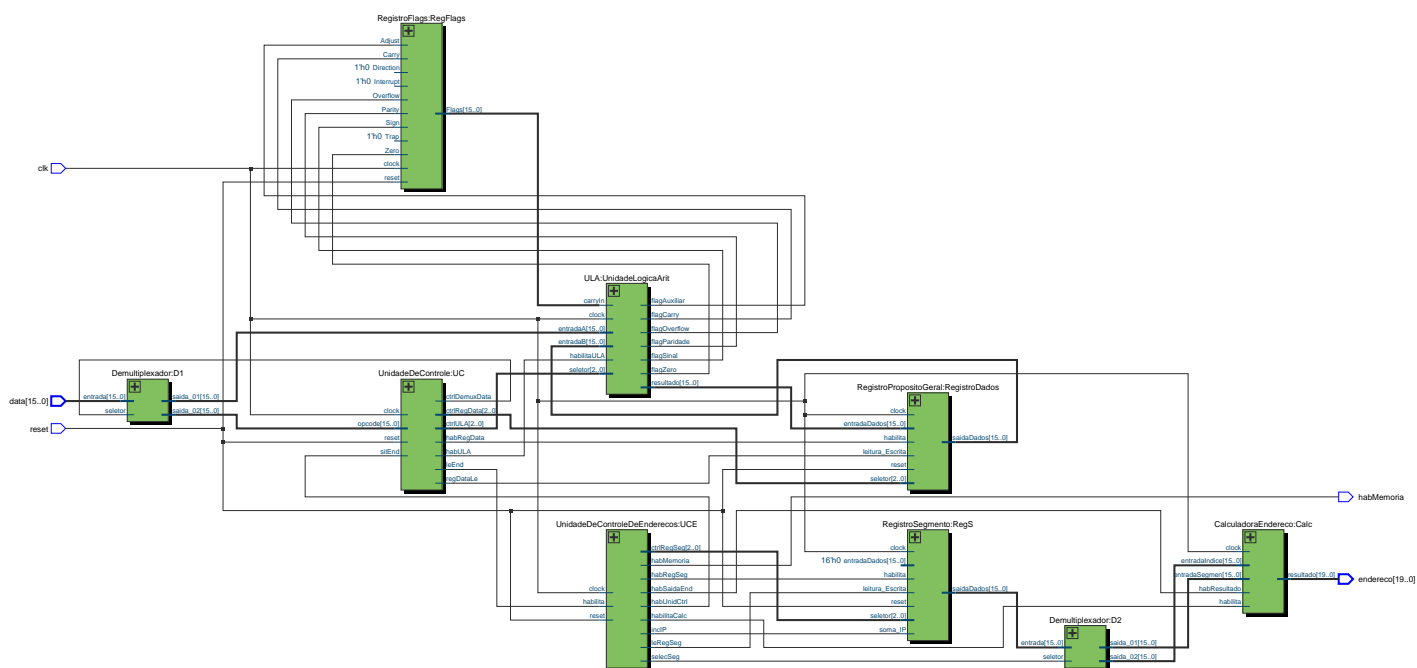 RegistroFlags:RegFlags
Adjust
Carry
1'h0 Direction
1'h0 Interrupt
Overflow
Parity
Sign
1'h0 Trap
Zero
clock
reset
Flags[15..0]
clk
ULA:UnidadeLogicaArit
carryIn
clock
entradaA[15..0]
entradaB[15..0]
habilitaULA
seletor[2..0]
flagAuxiliar
flagCarry
flagOverflow
flagParidade
flagSinal
flagZero
resultado[15..0]
Demultiplexador:D1
data[15..0]
entrada[15..0]
seletor
saida_01[15..0]
saida_02[15..0]
reset
UnidadeDeControle:UC
clock
opcode[15..0]
reset
sitEnd
ctrlDemuxData
ctrlRegData[2..0]
ctrlULA[2..0]
habRegData
habULA
leEnd
regDataLe
RegistroPropositoGeral:RegistroDados
clock
entradaDados[15..0]
habilita
leitura_Escrita
reset
seletor[2..0]
saidaDados[15..0]
habMemoria
UnidadeDeControleDeEnderecos:UCE
clock
habilita
reset
ctrlRegSeg[2..0]
habMemoria
habRegSeg
habSaidaEnd
habUnidCtrl
habilitaCalc
incIP
leRegSeg
selecSeg
RegistroSegmento:RegS
clock
16'h0 entradaDados[15..0]
habilita
leitura_Escrita
reset
seletor[2..0]
soma_IP
saidaDados[15..0]
Demultiplexador:D2
entrada[15..0]
seletor
saida_01[15..0]
saida_02[15..0]
CalculadoraEndereco:Calc
clock
entradaIndice[15..0]
entradaSegmen[15..0]
habResultado
habilita
resultado[19..0]
endereco[19..0]